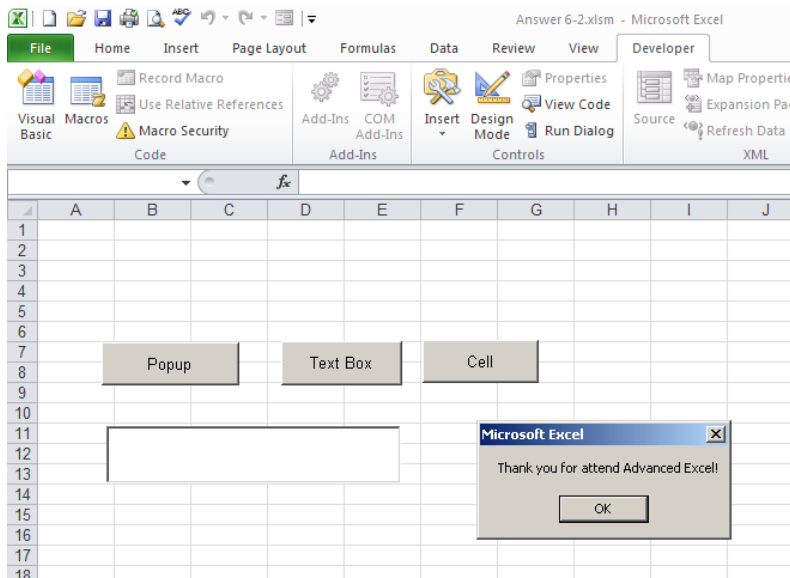 Answer 6-2.xlsm - Microsoft Excel
File Home Insert Page Layout Formulas Data Review View Developer
Visual Basic
Macros
Record Macro
Use Relative References
Macro Security
Code
Add-Ins
COM Add-Ins
Add-Ins
Insert
Design Mode
Properties
View Code
Run Dialog
Controls
Source
Map Propertie
Expansion Pa
Refresh Data
XML
fx
A B C D E F G H I J
1
2
3
4
5
6
7
8
9
10
11
12
13
14
15
16
17
18
Popup
Text Box
Cell
Microsoft Excel
Thank you for attend Advanced Excel!
OK